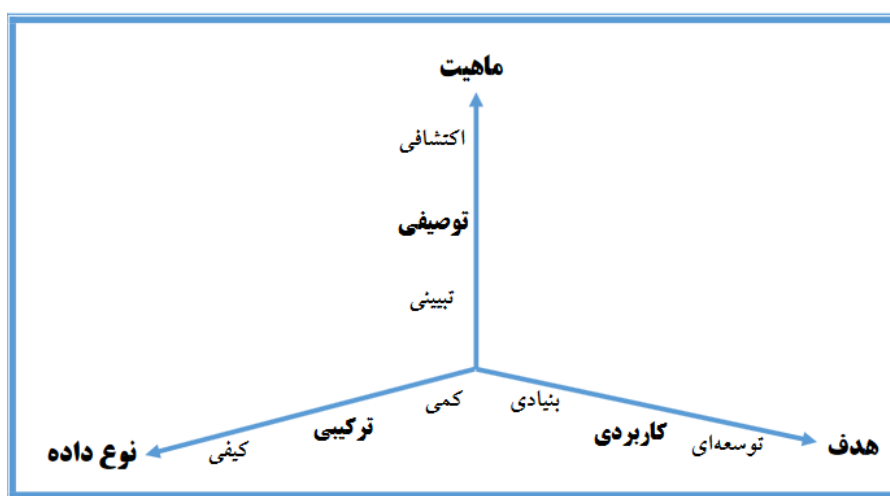 ماهیت
اکتشافی
توصیفی
تبیینی
بنیادی
کمی
کاربردی
ترکیبی
توسعه‌ای
کیفی
هدف
نوع داده